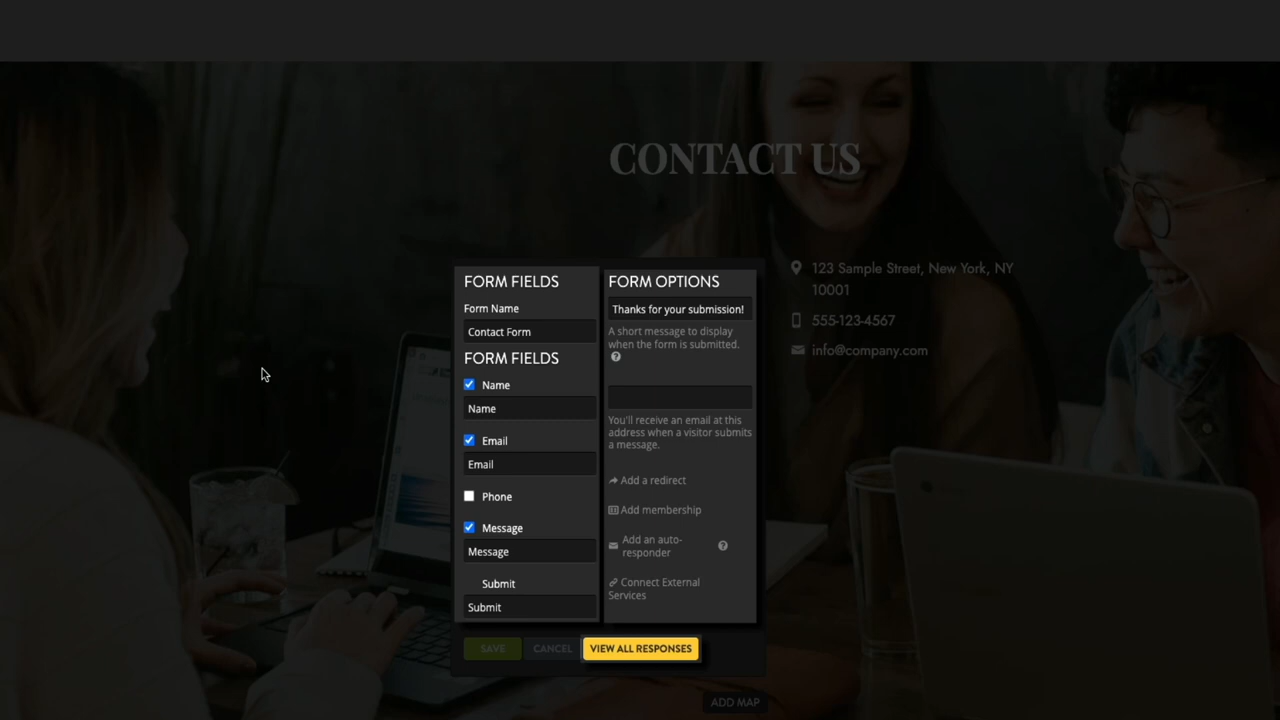 CONTACT US
123 Sample Street, New York, NY
10001
555-123-4567
info@company.com
FORM FIELDS
Form Name
Contact Form
FORM FIELDS
Name
Name
Email
Email
Phone
Message
Message
Submit
Submit
FORM OPTIONS
Thanks for your submission!
A short message to display
when the form is submitted.
You'll receive an email at this
address when a visitor submits
a message.
Add a redirect
Add membership
Add an auto-
responder
Connect External
Services
SAVE
CANCEL
VIEW ALL RESPONSES
ADD MAP